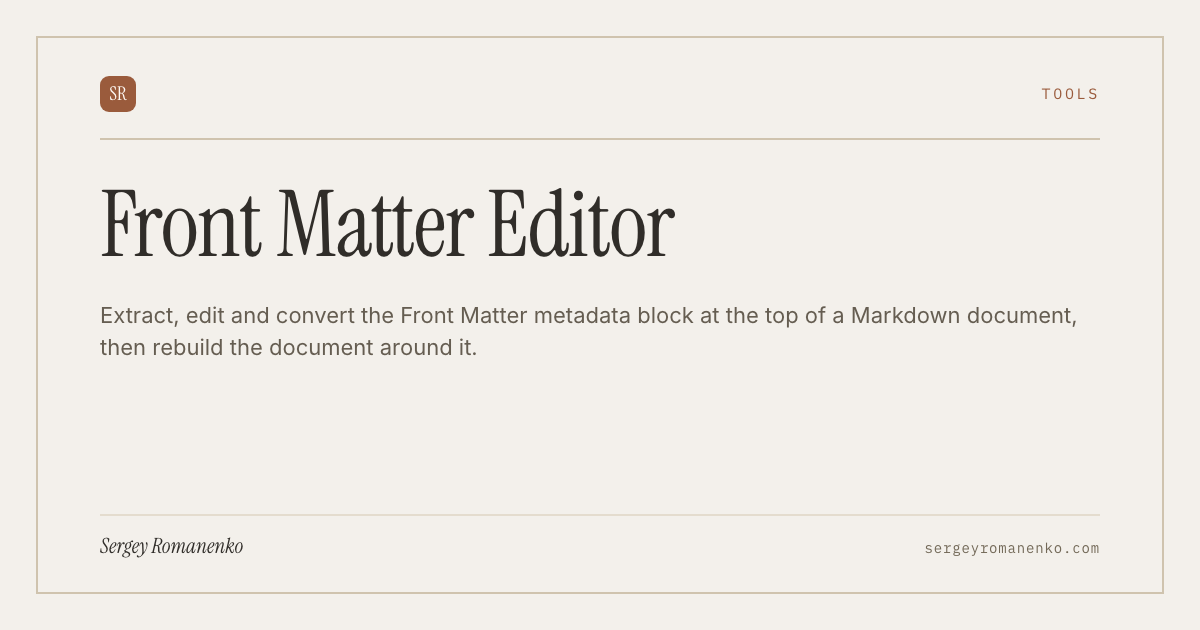 SR
TOOLS
Front Matter Editor
Extract, edit and convert the Front Matter metadata block at the top of a Markdown document,
then rebuild the document around it.
Sergey Romanenko
sergeyromanenko.com